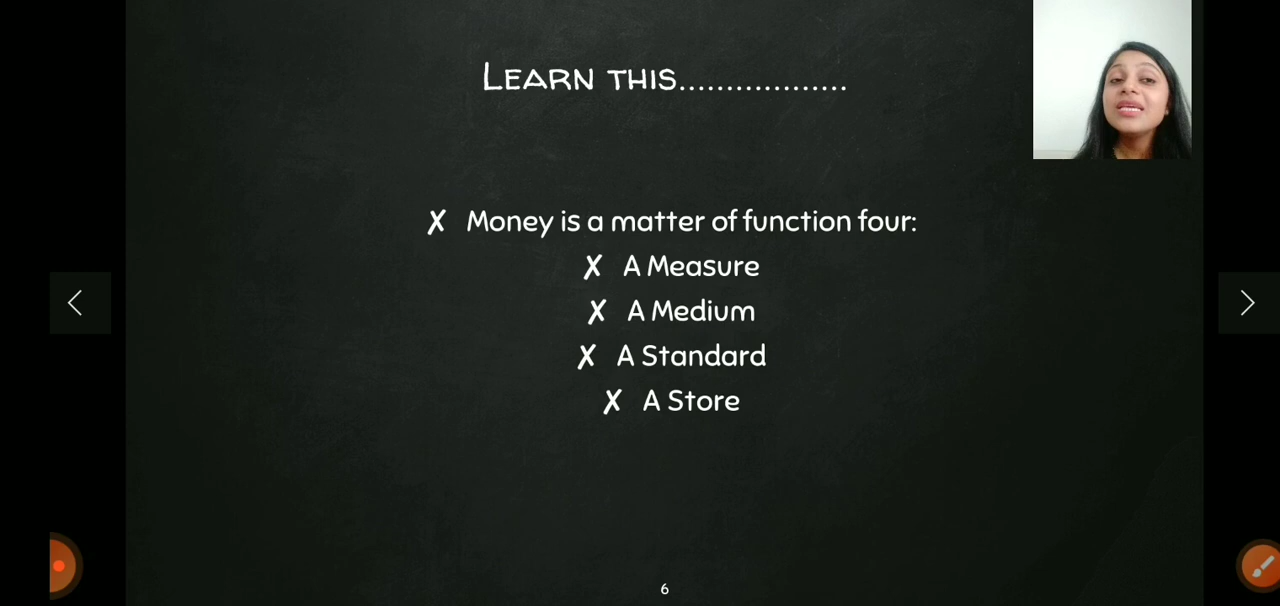 Learn this..................
✗ Money is a matter of function four:
✗ A Measure
✗ A Medium
✗ A Standard
✗ A Store
6